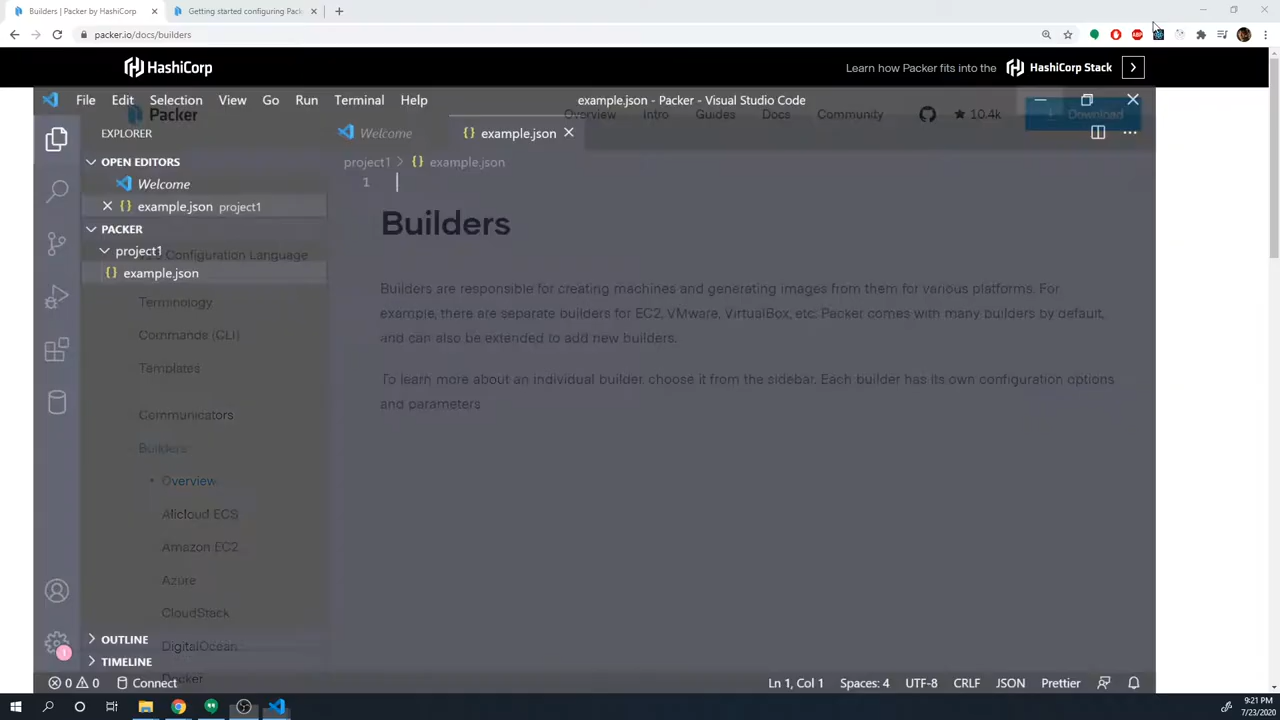 Builders | Packer by HashiCorp
Getting started configuring Pack
packer.io/docs/builders
HashiCorp
Learn how Packer fits into the HashiCorp Stack
File Edit Selection View Go Run Terminal Help
example.json - Packer - Visual Studio Code
Packer
Overview Intro Guides Docs Community
10.4k
Download
EXPLORER
Welcome
example.json
OPEN EDITORS
Welcome
example.json project1
project1 > example.json
1
PACKER
project1
example.json
Configuration Language
Terminology
Commands (CLI)
Templates
Communicators
Builders
Overview
Alicloud ECS
Amazon EC2
Azure
CloudStack
DigitalOcean
Docker
Builders
Builders are responsible for creating machines and generating images from them for various platforms. For
example, there are separate builders for EC2, VMware, VirtualBox, etc. Packer comes with many builders by default,
and can also be extended to add new builders.
To learn more about an individual builder, choose it from the sidebar. Each builder has its own configuration options
and parameters.
OUTLINE
TIMELINE
1
0 0 Connect
Ln 1, Col 1 Spaces: 4 UTF-8 CRLF JSON Prettier
9:21 PM
7/23/2020